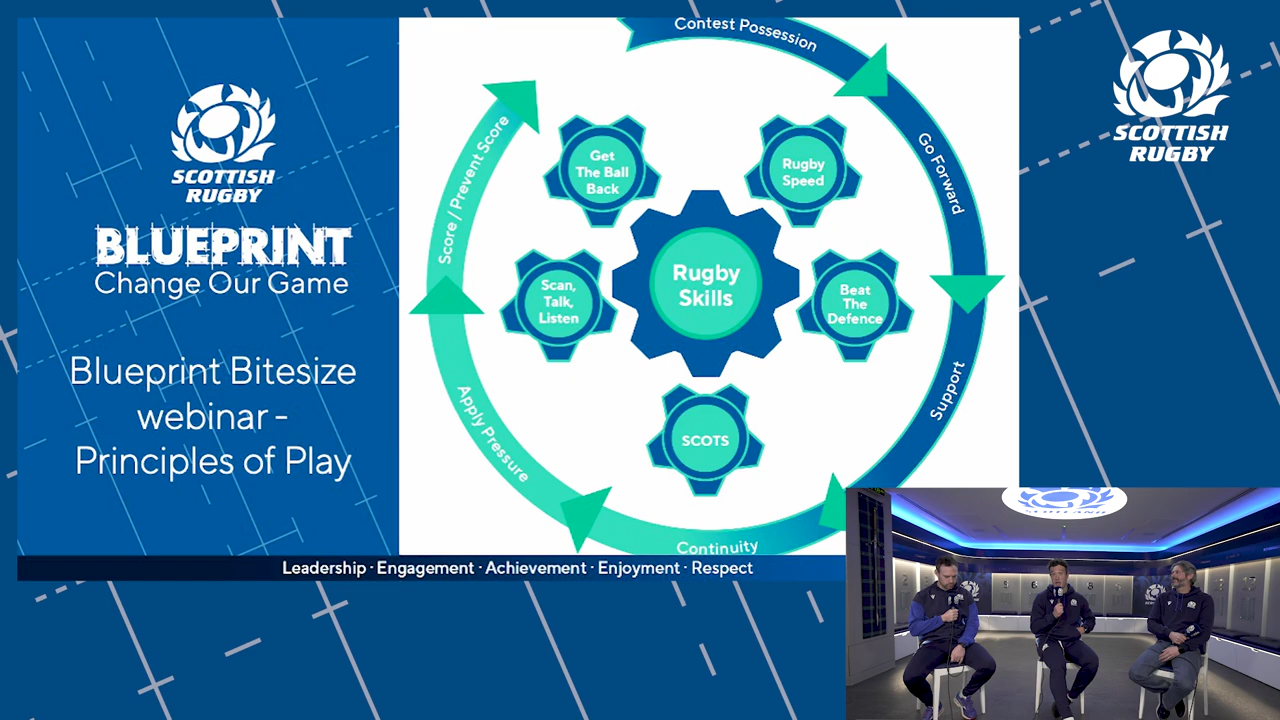 SCOTTISH
RUGBY
BLUEPRINT
Change Our Game
Blueprint Bitesize
webinar -
Principles of Play
Contest Possession
Go Forward
Support
Continuity
Apply Pressure
Score / Prevent Score
Get
The Ball
Back
Rugby
Speed
Scan,
Talk,
Listen
Rugby
Skills
Beat
The
Defence
SCOTS
Leadership · Engagement · Achievement · Enjoyment · Respect
SCOTTISH
RUGBY
SCOTLAND